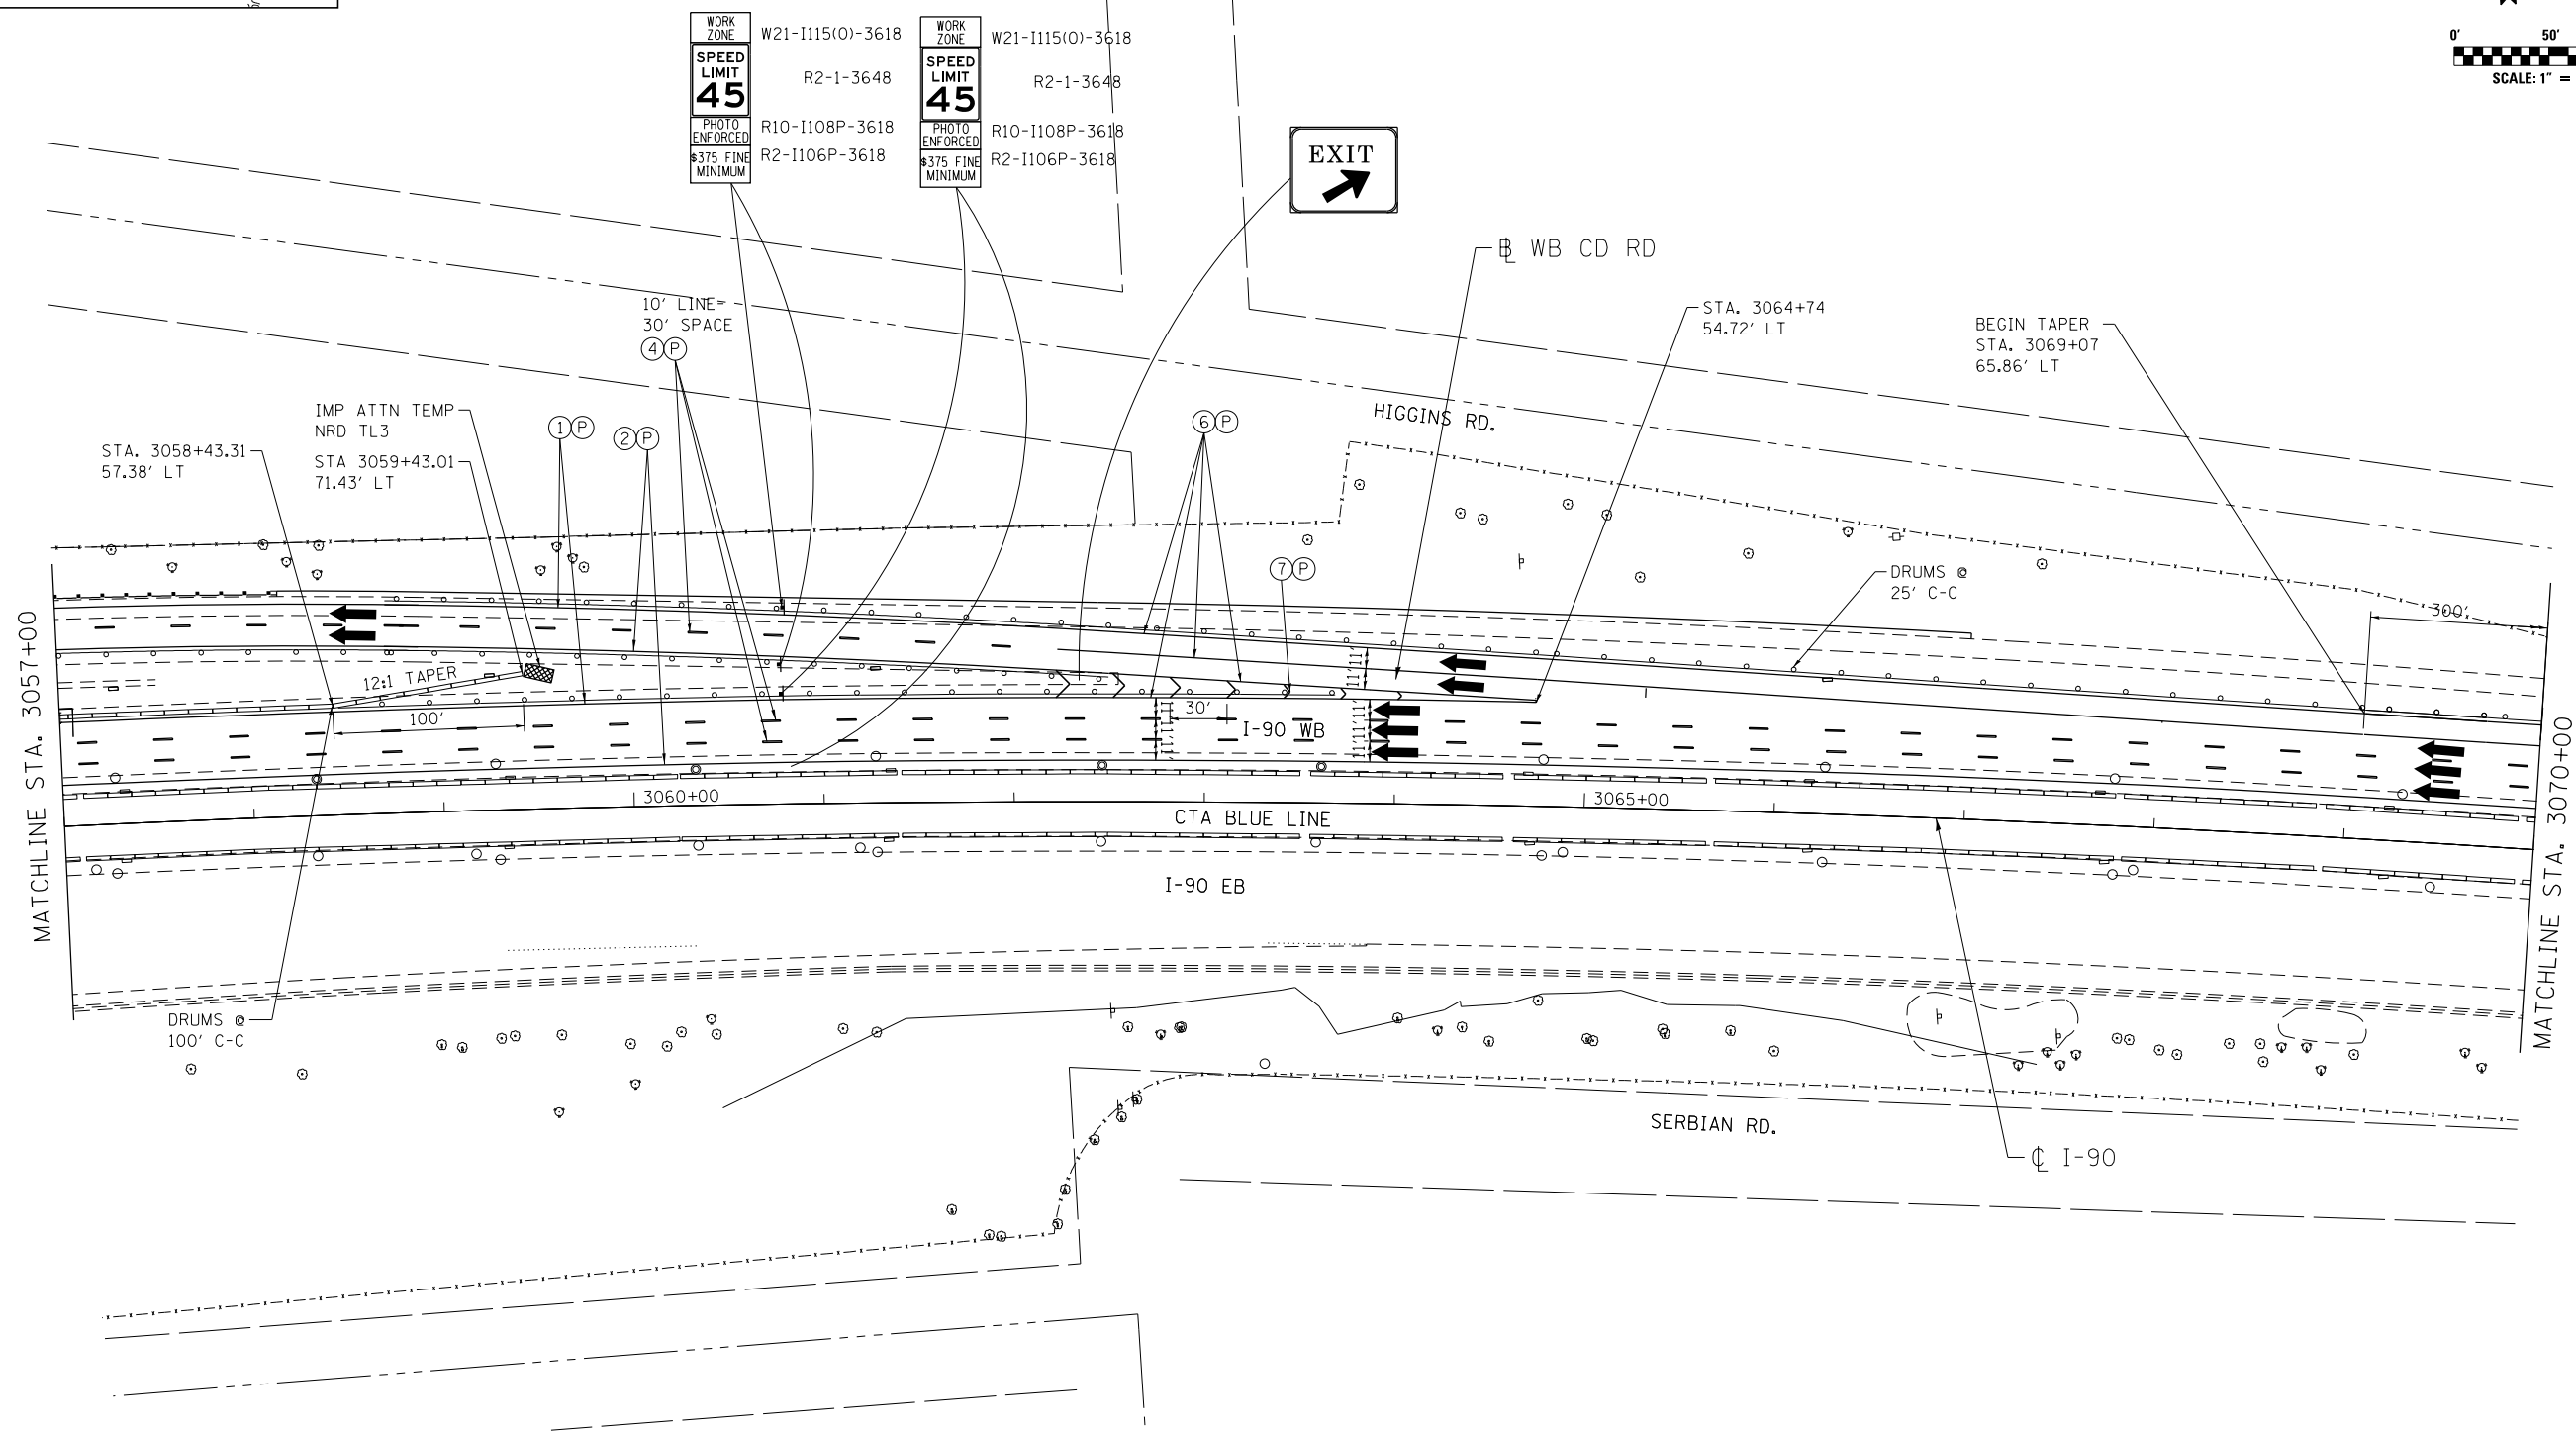 WORK
ZONE
SPEED
LIMIT
45
PHOTO
ENFORCED
$375 FINE
MINIMUM
W21-I115(O)-3618
R2-1-3648
R10-I108P-3618
R2-I106P-3618
WORK
ZONE
SPEED
LIMIT
45
PHOTO
ENFORCED
$375 FINE
MINIMUM
W21-I115(O)-3618
R2-1-3648
R10-I108P-3618
R2-I106P-3618
EXIT
0' 50'
SCALE: 1" =
℄ WB CD RD
10' LINE-
30' SPACE
4 P
STA. 3064+74
54.72' LT
BEGIN TAPER
STA. 3069+07
65.86' LT
IMP ATTN TEMP
NRD TL3
STA 3059+43.01
71.43' LT
STA. 3058+43.31
57.38' LT
1 P
2 P
6 P
7 P
HIGGINS RD.
DRUMS @
25' C-C
300'
12:1 TAPER
100'
30'
11' 11'
11' 11' 11'
I-90 WB
3060+00
3065+00
CTA BLUE LINE
I-90 EB
MATCHLINE STA. 3057+00
MATCHLINE STA. 3070+00
DRUMS @
100' C-C
SERBIAN RD.
℄ I-90